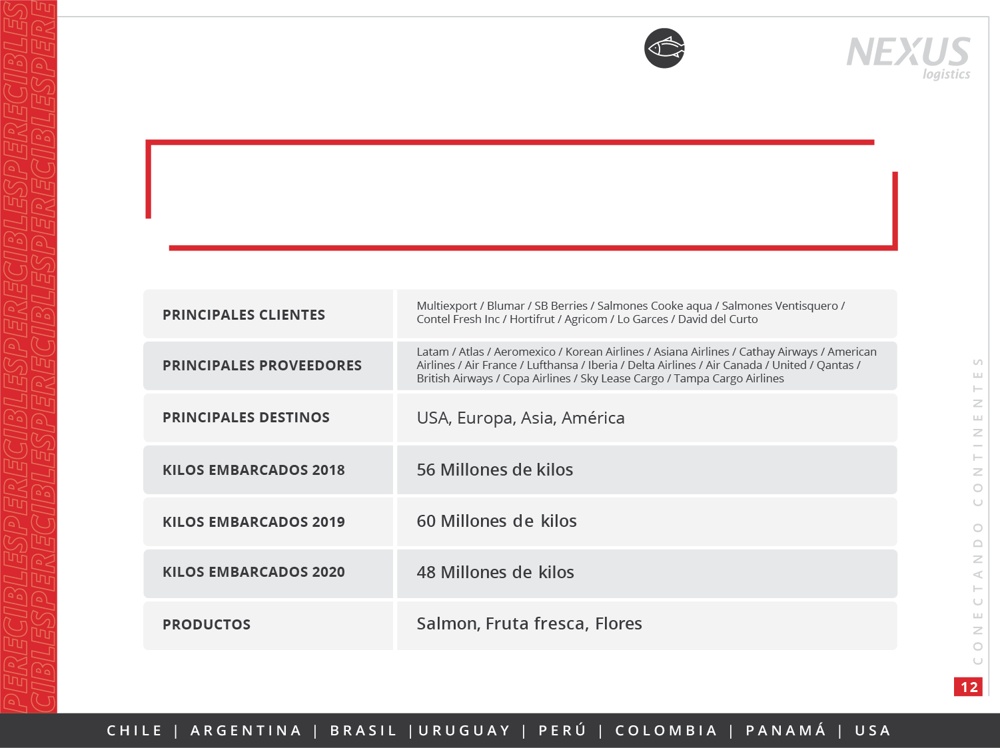 NEXUS
logistics
PRINCIPALES CLIENTES
Multiexport / Blumar / SB Berries / Salmones Cooke aqua / Salmones Ventisquero /
Contel Fresh Inc / Hortifrut / Agricom / Lo Garces / David del Curto
PRINCIPALES PROVEEDORES
Latam / Atlas / Aeromexico / Korean Airlines / Asiana Airlines / Cathay Airways / American
Airlines / Air France / Lufthansa / Iberia / Delta Airlines / Air Canada / United / Qantas /
British Airways / Copa Airlines / Sky Lease Cargo / Tampa Cargo Airlines
PRINCIPALES DESTINOS
USA, Europa, Asia, América
KILOS EMBARCADOS 2018
56 Millones de kilos
KILOS EMBARCADOS 2019
60 Millones de kilos
KILOS EMBARCADOS 2020
48 Millones de kilos
PRODUCTOS
Salmon, Fruta fresca, Flores
PERECIBLESPERECIBLESPERECIBLESPERECIBLES
CIBLESPERECIBLESPERECIBLESPERECIBLESPERE
CONECTANDO CONTINENTES
12
CHILE | ARGENTINA | BRASIL |URUGUAY | PERÚ | COLOMBIA | PANAMÁ | USA